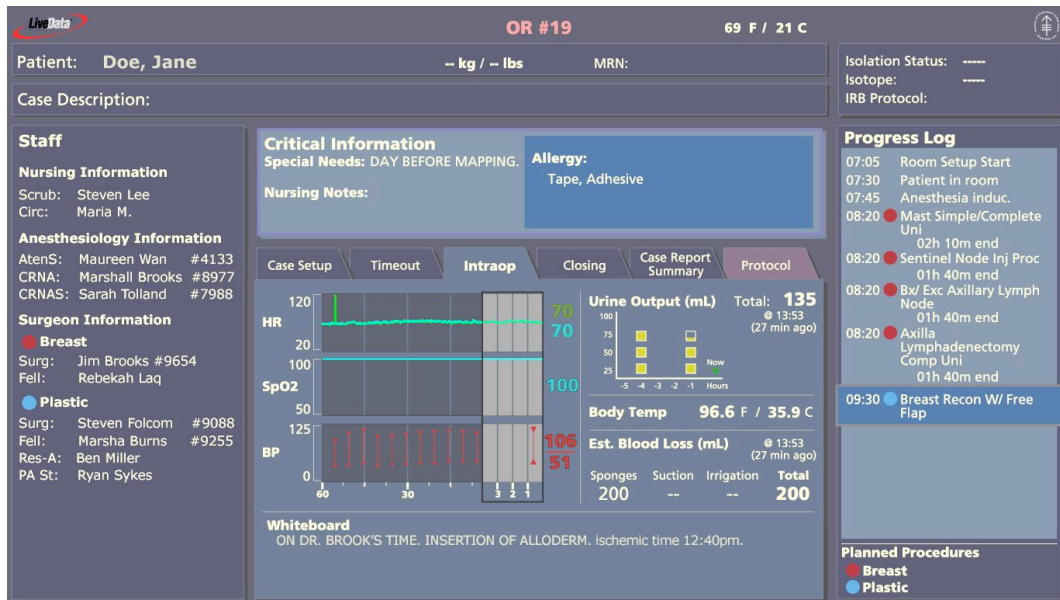 LiveData
OR #19
69 F / 21 C
Patient: Doe, Jane
-- kg / -- lbs
MRN:
Isolation Status: -----
Isotope: -----
IRB Protocol:
Case Description:
Staff
Nursing Information
Scrub: Steven Lee
Circ: Maria M.
Anesthesiology Information
AtenS: Maureen Wan #4133
CRNA: Marshall Brooks #8977
CRNAS: Sarah Tolland #7988
Surgeon Information
Breast
Surg: Jim Brooks #9654
Fell: Rebekah Laq
Plastic
Surg: Steven Folcom #9088
Fell: Marsha Burns #9255
Res-A: Ben Miller
PA St: Ryan Sykes
Critical Information
Special Needs: DAY BEFORE MAPPING.
Nursing Notes:
Allergy:
Tape, Adhesive
Case Setup
Timeout
Intraop
Closing
Case Report
Summary
Protocol
HR
120
20
70
70
SpO2
100
50
100
BP
125
0
106
51
60 30 3 2 1
Urine Output (mL) Total: 135
@ 13:53
(27 min ago)
100
75
50
25
Now
-5 -4 -3 -2 -1 Hours
Body Temp 96.6 F / 35.9 C
Est. Blood Loss (mL) @ 13:53
(27 min ago)
Sponges Suction Irrigation Total
200 -- -- 200
Whiteboard
ON DR. BROOK'S TIME. INSERTION OF ALLODERM. ischemic time 12:40pm.
Progress Log
07:05 Room Setup Start
07:30 Patient in room
07:45 Anesthesia induc.
08:20 Mast Simple/Complete
Uni
02h 10m end
08:20 Sentinel Node Inj Proc
01h 40m end
08:20 Bx/ Exc Axillary Lymph
Node
01h 40m end
08:20 Axilla
Lymphadenectomy
Comp Uni
01h 40m end
09:30 Breast Recon W/ Free
Flap
Planned Procedures
Breast
Plastic